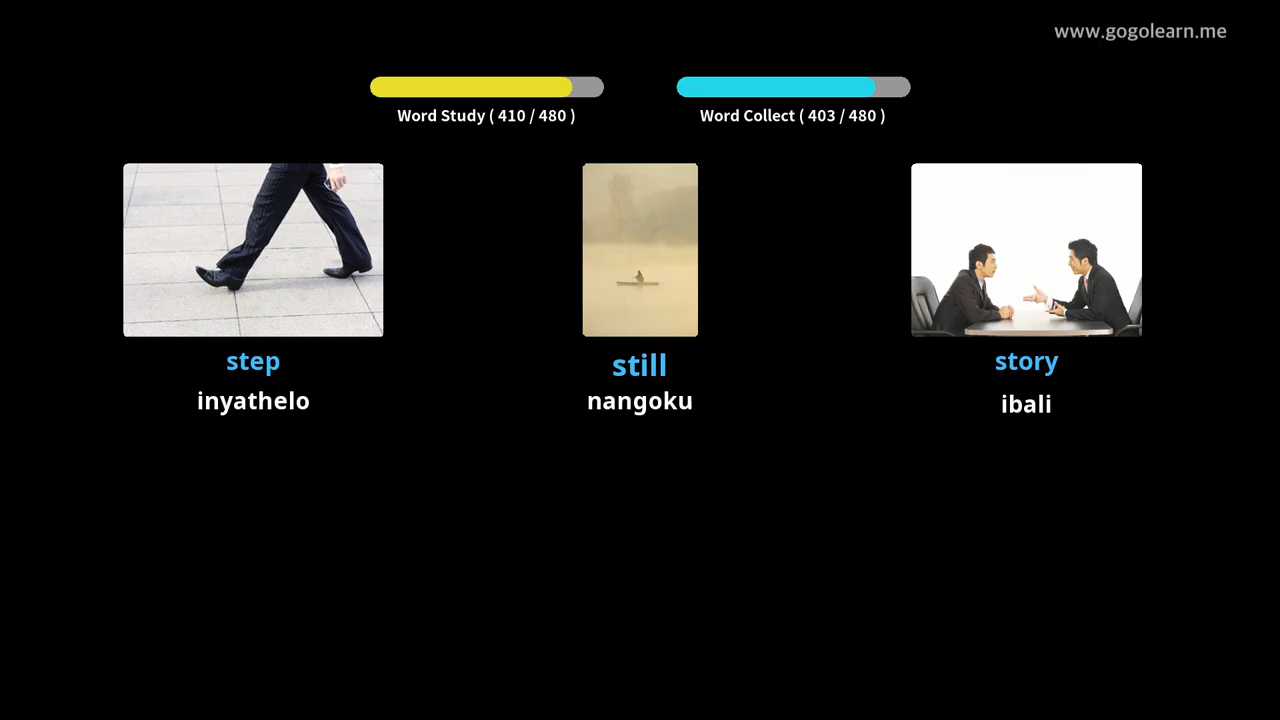 www.gogolearn.me
Word Study ( 410 / 480 )
Word Collect ( 403 / 480 )
step
still
story
inyathelo
nangoku
ibali